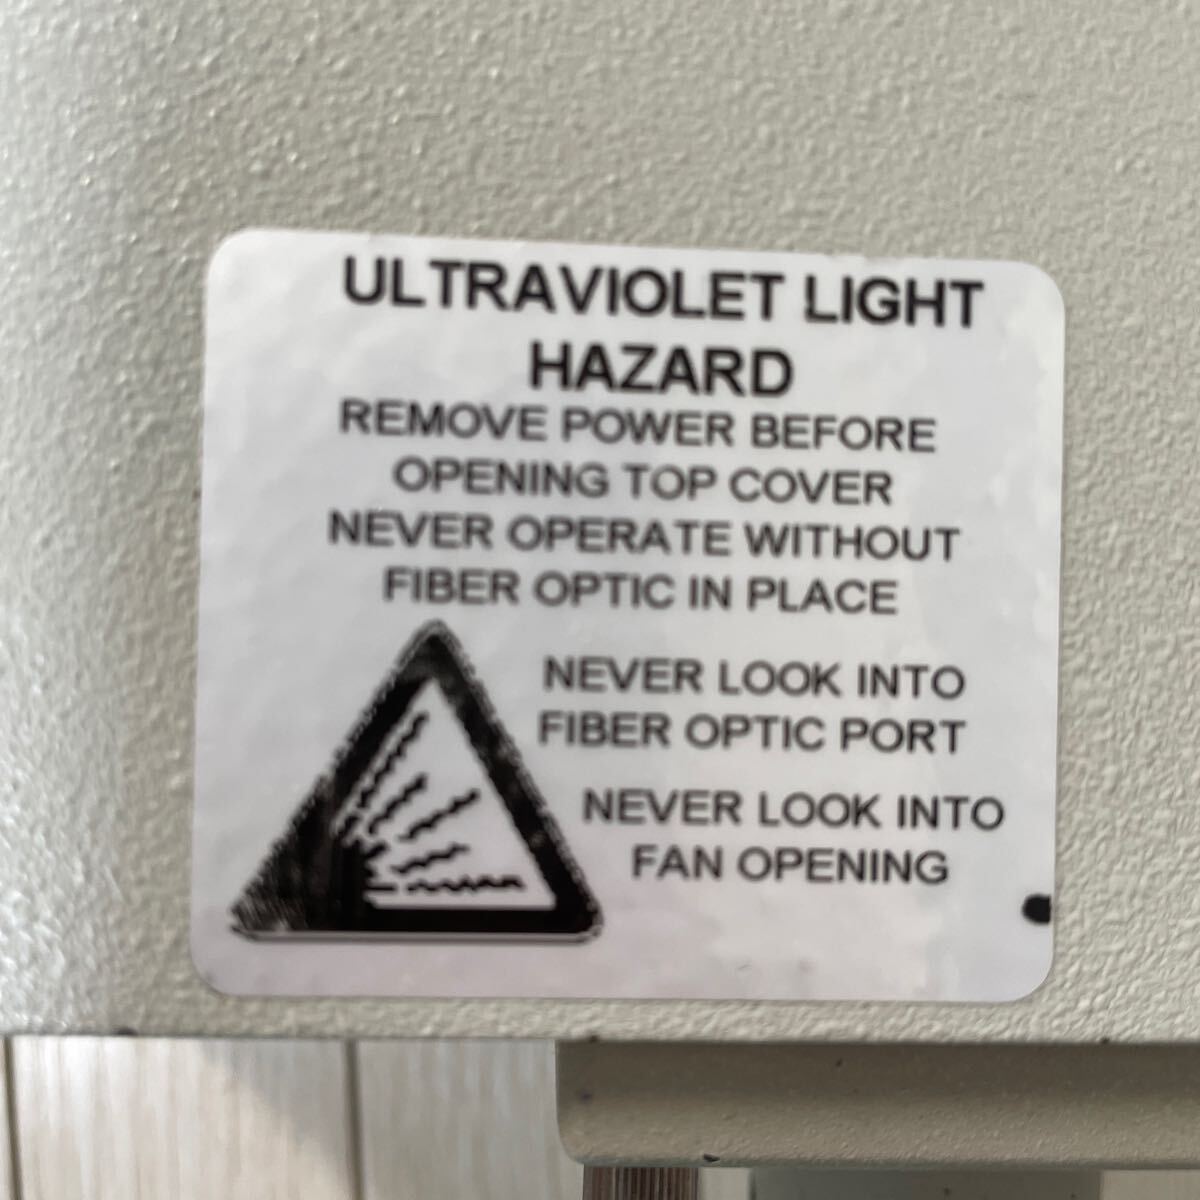 ULTRAVIOLET LIGHT
HAZARD
REMOVE POWER BEFORE
OPENING TOP COVER
NEVER OPERATE WITHOUT
FIBER OPTIC IN PLACE
NEVER LOOK INTO
FIBER OPTIC PORT
NEVER LOOK INTO
FAN OPENING